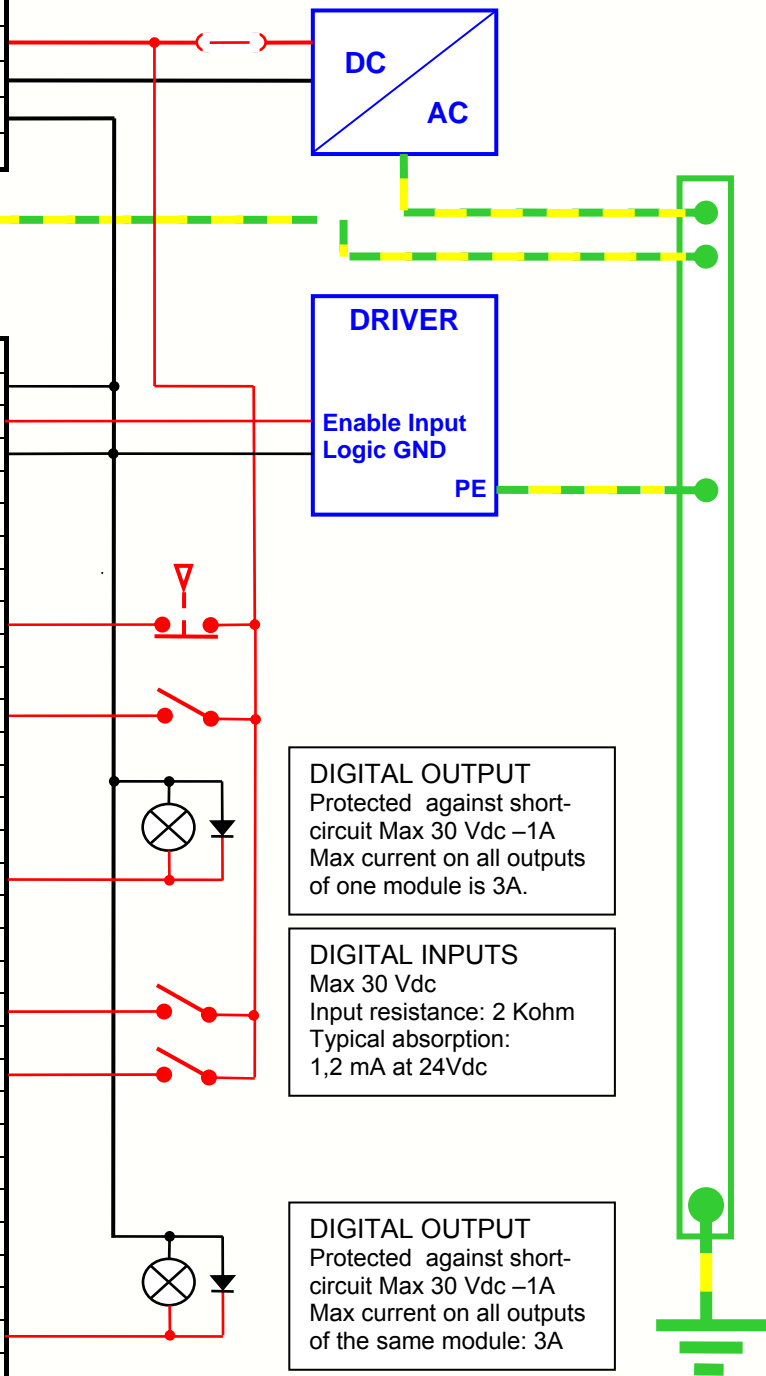 DC
AC
DRIVER
Enable Input
Logic GND
PE
DIGITAL OUTPUT
Protected against short-
circuit Max 30 Vdc –1A
Max current on all outputs
of one module is 3A.
DIGITAL INPUTS
Max 30 Vdc
Input resistance: 2 Kohm
Typical absorption:
1,2 mA at 24Vdc
DIGITAL OUTPUT
Protected against short-
circuit Max 30 Vdc –1A
Max current on all outputs
of the same module: 3A